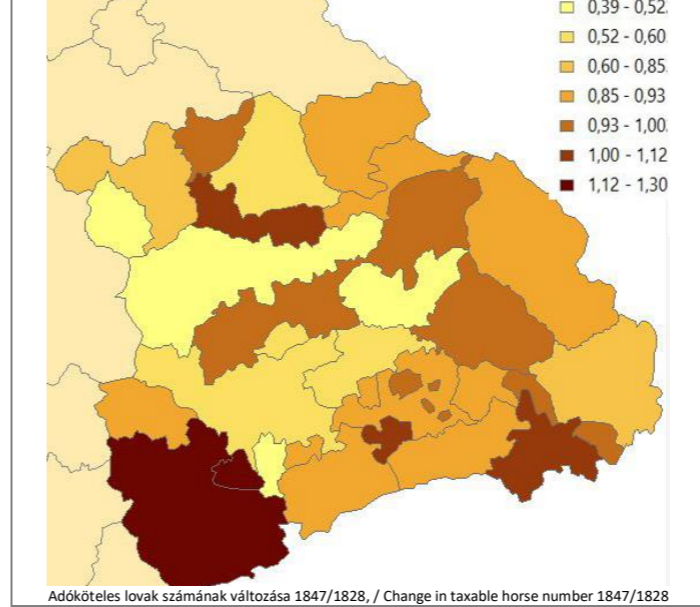 0,39 - 0,52
0,52 - 0,60
0,60 - 0,85
0,85 - 0,93
0,93 - 1,00
1,00 - 1,12
1,12 - 1,30
Adóköteles lovak számának változása 1847/1828, / Change in taxable horse number 1847/1828